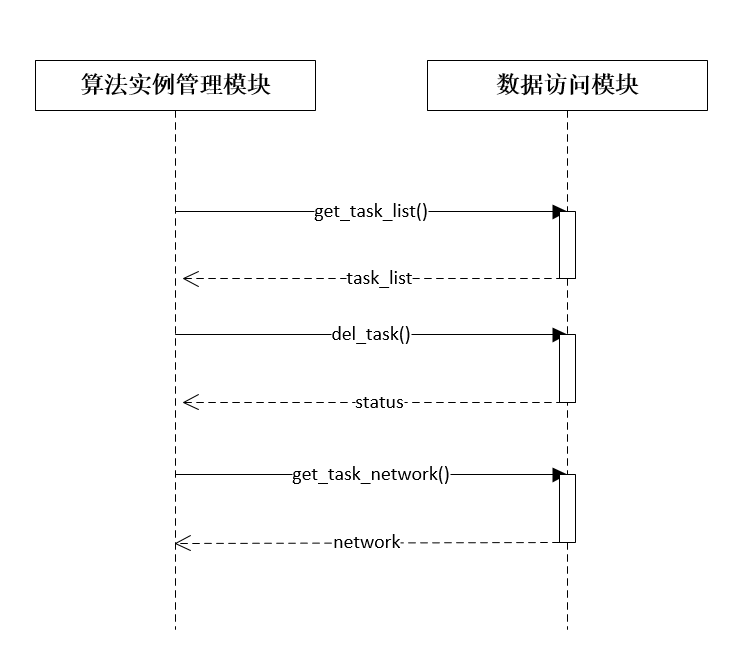 算法实例管理模块
数据访问模块
get_task_list()
task_list
del_task()
status
get_task_network()
network